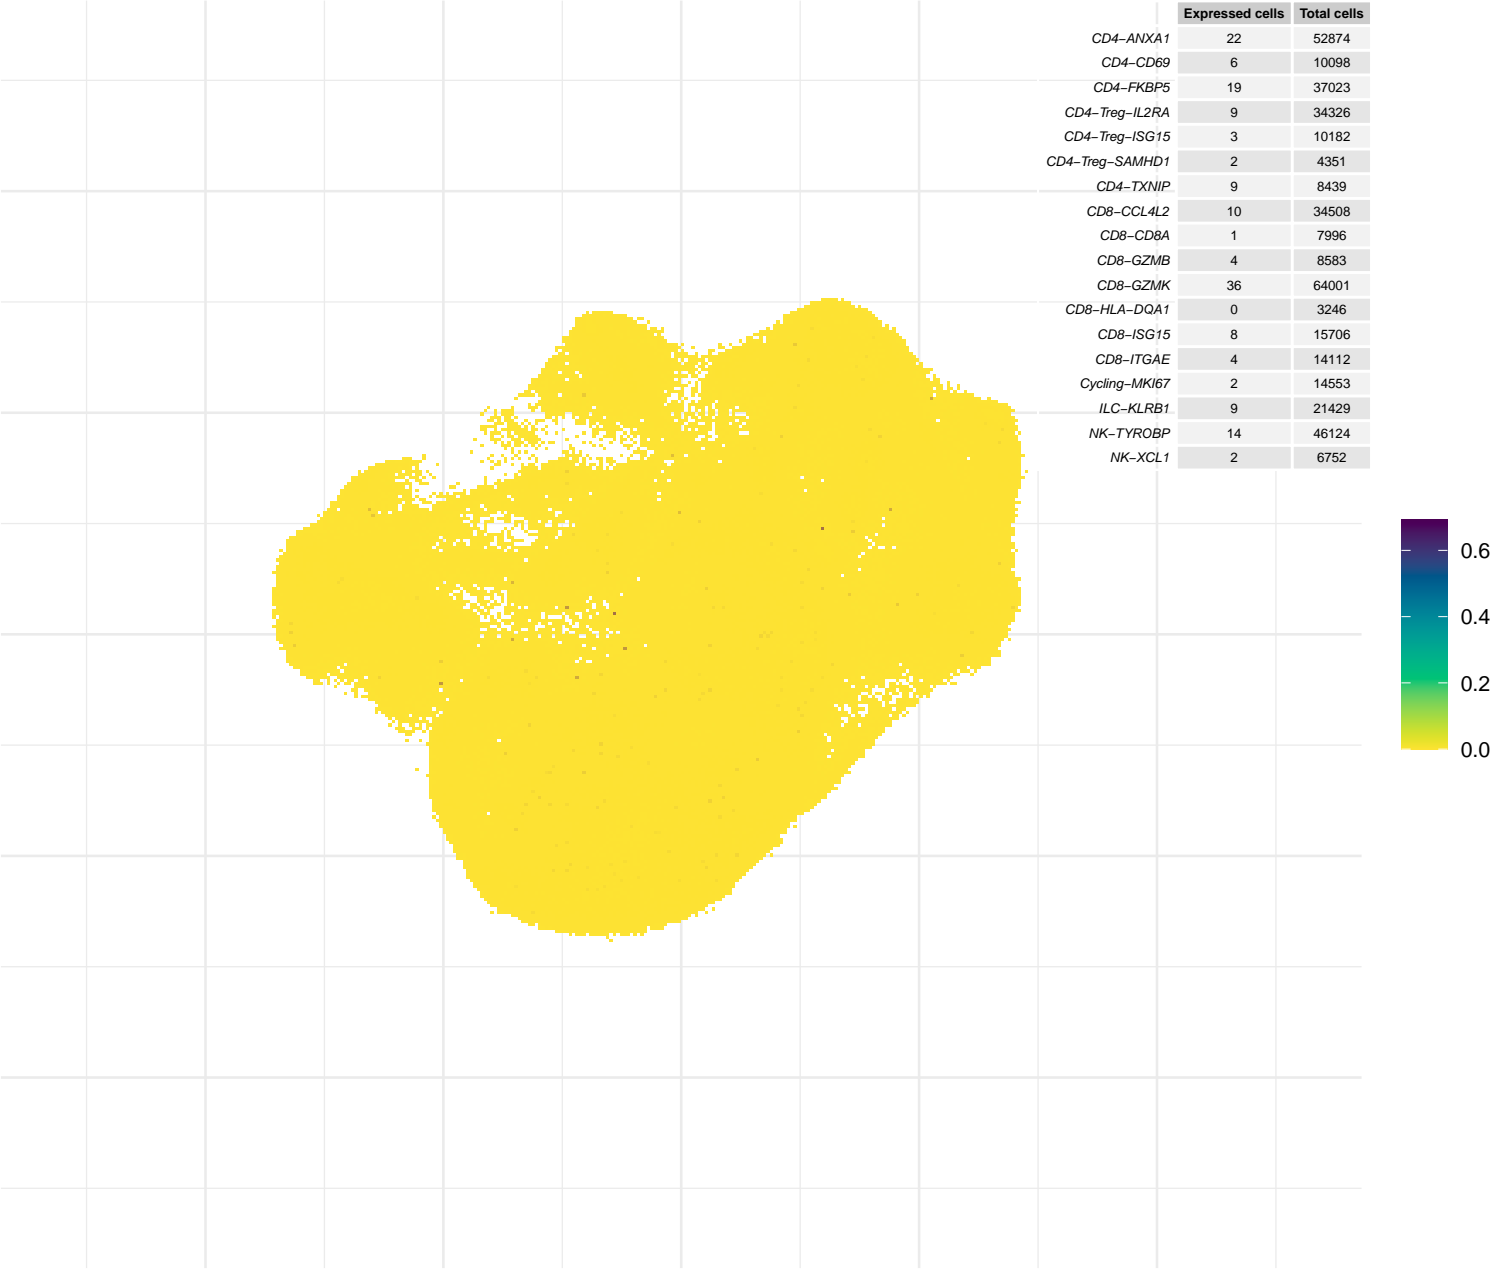 Expressed cells Total cells
CD4−ANXA1 22 52874
CD4−CD69 6 10098
CD4−FKBP5 19 37023
CD4−Treg−IL2RA 9 34326
CD4−Treg−ISG15 3 10182
CD4−Treg−SAMHD1 2 4351
CD4−TXNIP 9 8439
CD8−CCL4L2 10 34508
CD8−CD8A 1 7996
CD8−GZMB 4 8583
CD8−GZMK 36 64001
CD8−HLA−DQA1 0 3246
CD8−ISG15 8 15706
CD8−ITGAE 4 14112
Cycling−MKI67 2 14553
ILC−KLRB1 9 21429
NK−TYROBP 14 46124
NK−XCL1 2 6752
0.6
0.4
0.2
0.0